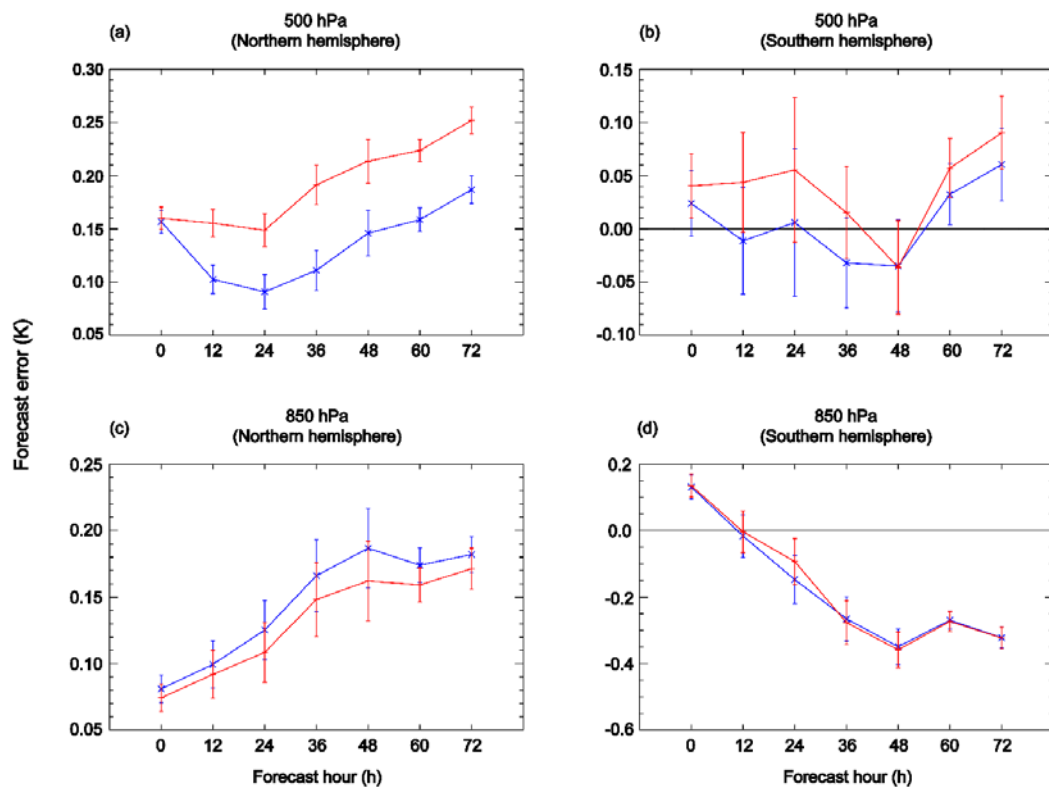 (a)
500 hPa
(Northern hemisphere)
0.30
0.25
0.20
0.15
0.10
0.05
0 12 24 36 48 60 72
(b)
500 hPa
(Southern hemisphere)
0.15
0.10
0.05
0.00
-0.05
-0.10
0 12 24 36 48 60 72
Forecast error (K)
(c)
850 hPa
(Northern hemisphere)
0.25
0.20
0.15
0.10
0.05
0 12 24 36 48 60 72
Forecast hour (h)
(d)
850 hPa
(Southern hemisphere)
0.2
0.0
-0.2
-0.4
-0.6
0 12 24 36 48 60 72
Forecast hour (h)